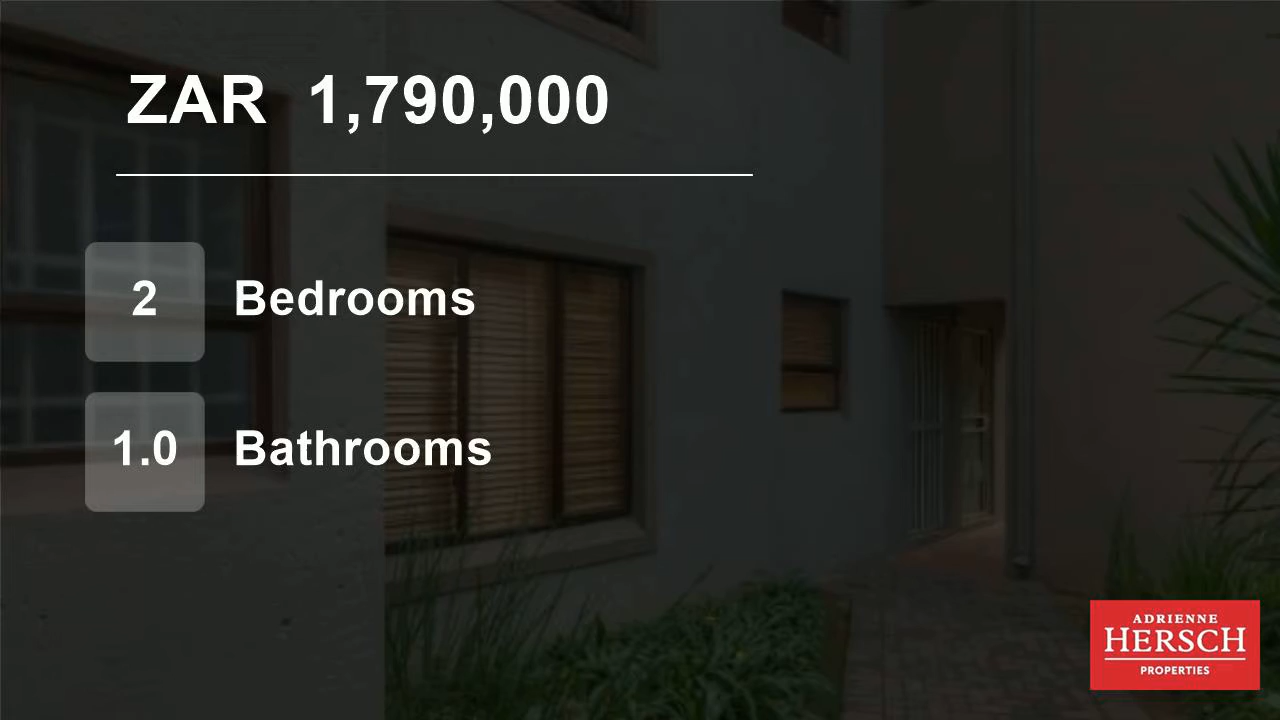 ZAR 1,790,000
2 Bedrooms
1.0 Bathrooms
ADRIENNE
HERSCH
PROPERTIES